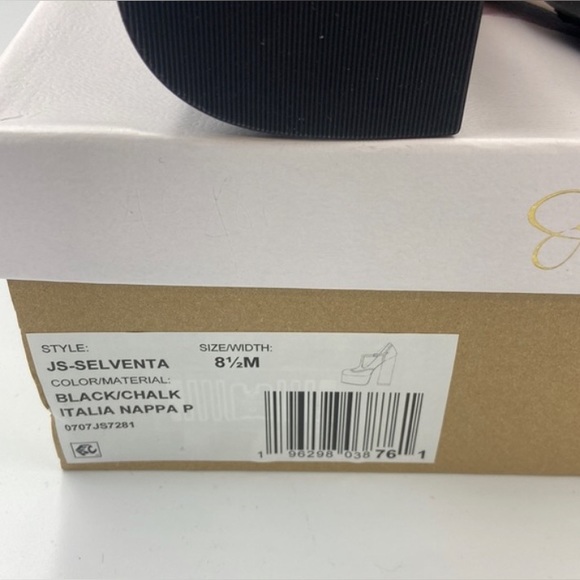 STYLE:
JS-SELVENTA
SIZE/WIDTH:
8½M
COLOR/MATERIAL:
BLACK/CHALK
ITALIA NAPPA P
0707JS7281
1 96298 03876 1